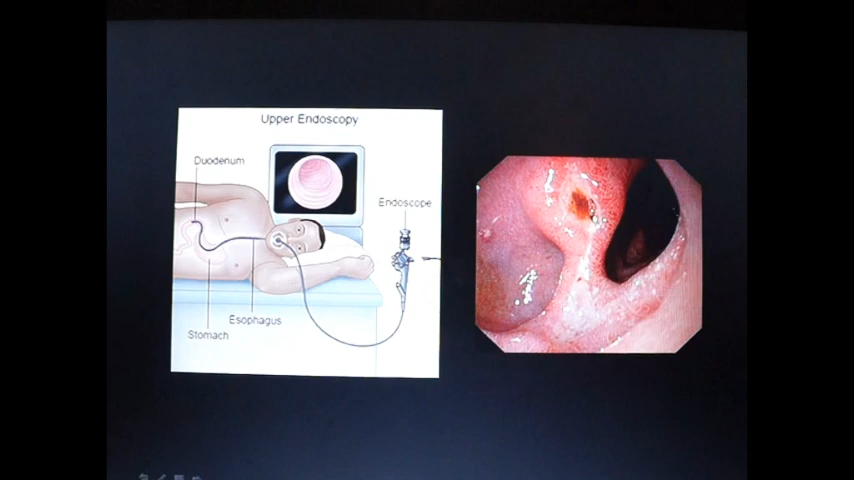 Upper Endoscopy
Duodenum
Endoscope
Esophagus
Stomach